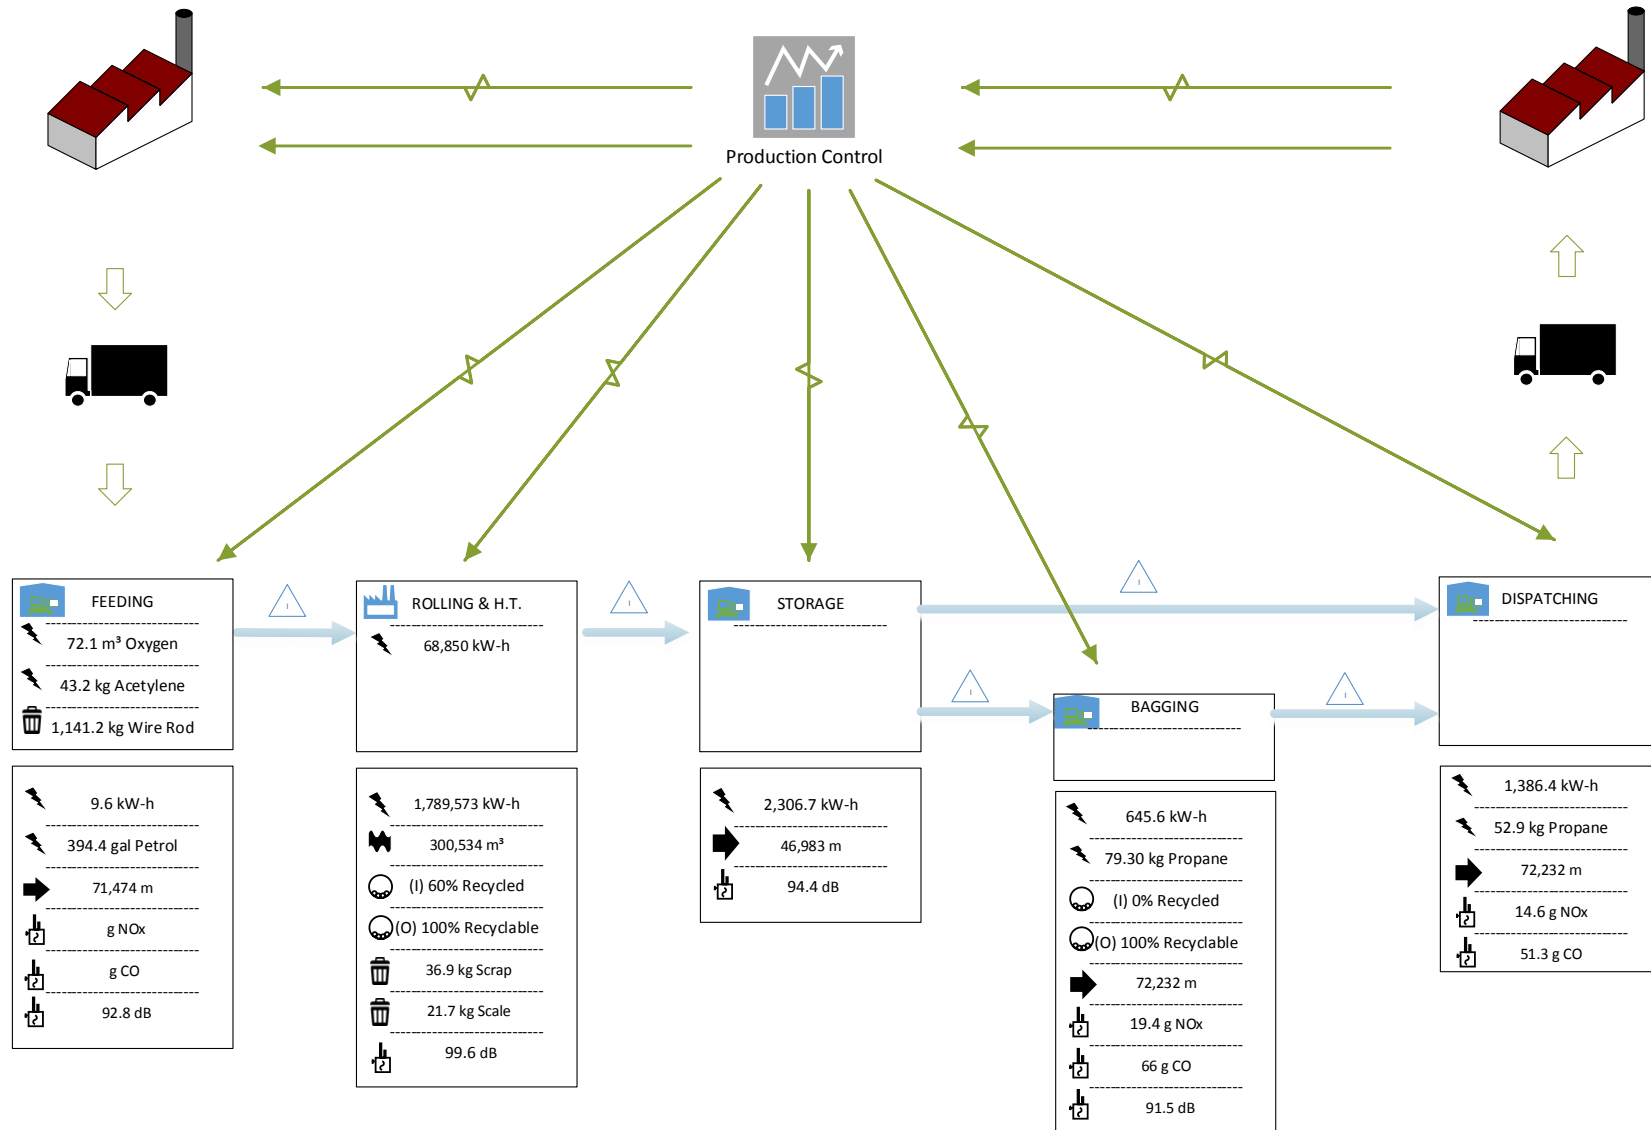 Production Control
FEEDING
72.1 m³ Oxygen
43.2 kg Acetylene
1,141.2 kg Wire Rod
9.6 kW-h
394.4 gal Petrol
71,474 m
g NOx
g CO
92.8 dB
ROLLING & H.T.
68,850 kW-h
1,789,573 kW-h
300,534 m³
(I) 60% Recycled
(O) 100% Recyclable
36.9 kg Scrap
21.7 kg Scale
99.6 dB
STORAGE
2,306.7 kW-h
46,983 m
94.4 dB
BAGGING
645.6 kW-h
79.30 kg Propane
(I) 0% Recycled
(O) 100% Recyclable
72,232 m
19.4 g NOx
66 g CO
91.5 dB
DISPATCHING
1,386.4 kW-h
52.9 kg Propane
72,232 m
14.6 g NOx
51.3 g CO
I
I
I
I
I